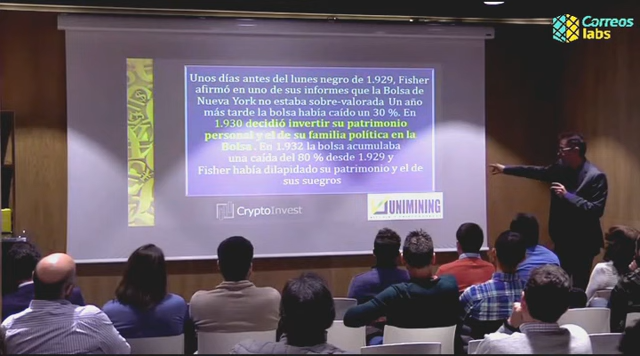 Correos
labs
Unos días antes del lunes negro de 1.929, Fisher
afirmó en uno de sus informes que la Bolsa de
Nueva York no estaba sobre-valorada Un año
más tarde la bolsa había caído un 30 %. En
1.930 decidió invertir su patrimonio
personal y el de su familia política en la
Bolsa . En 1.932 la bolsa acumulaba
una caída del 80 % desde 1.929 y
Fisher había dilapidado su patrimonio y el de
sus suegros
CryptoInvest
UNIMINING